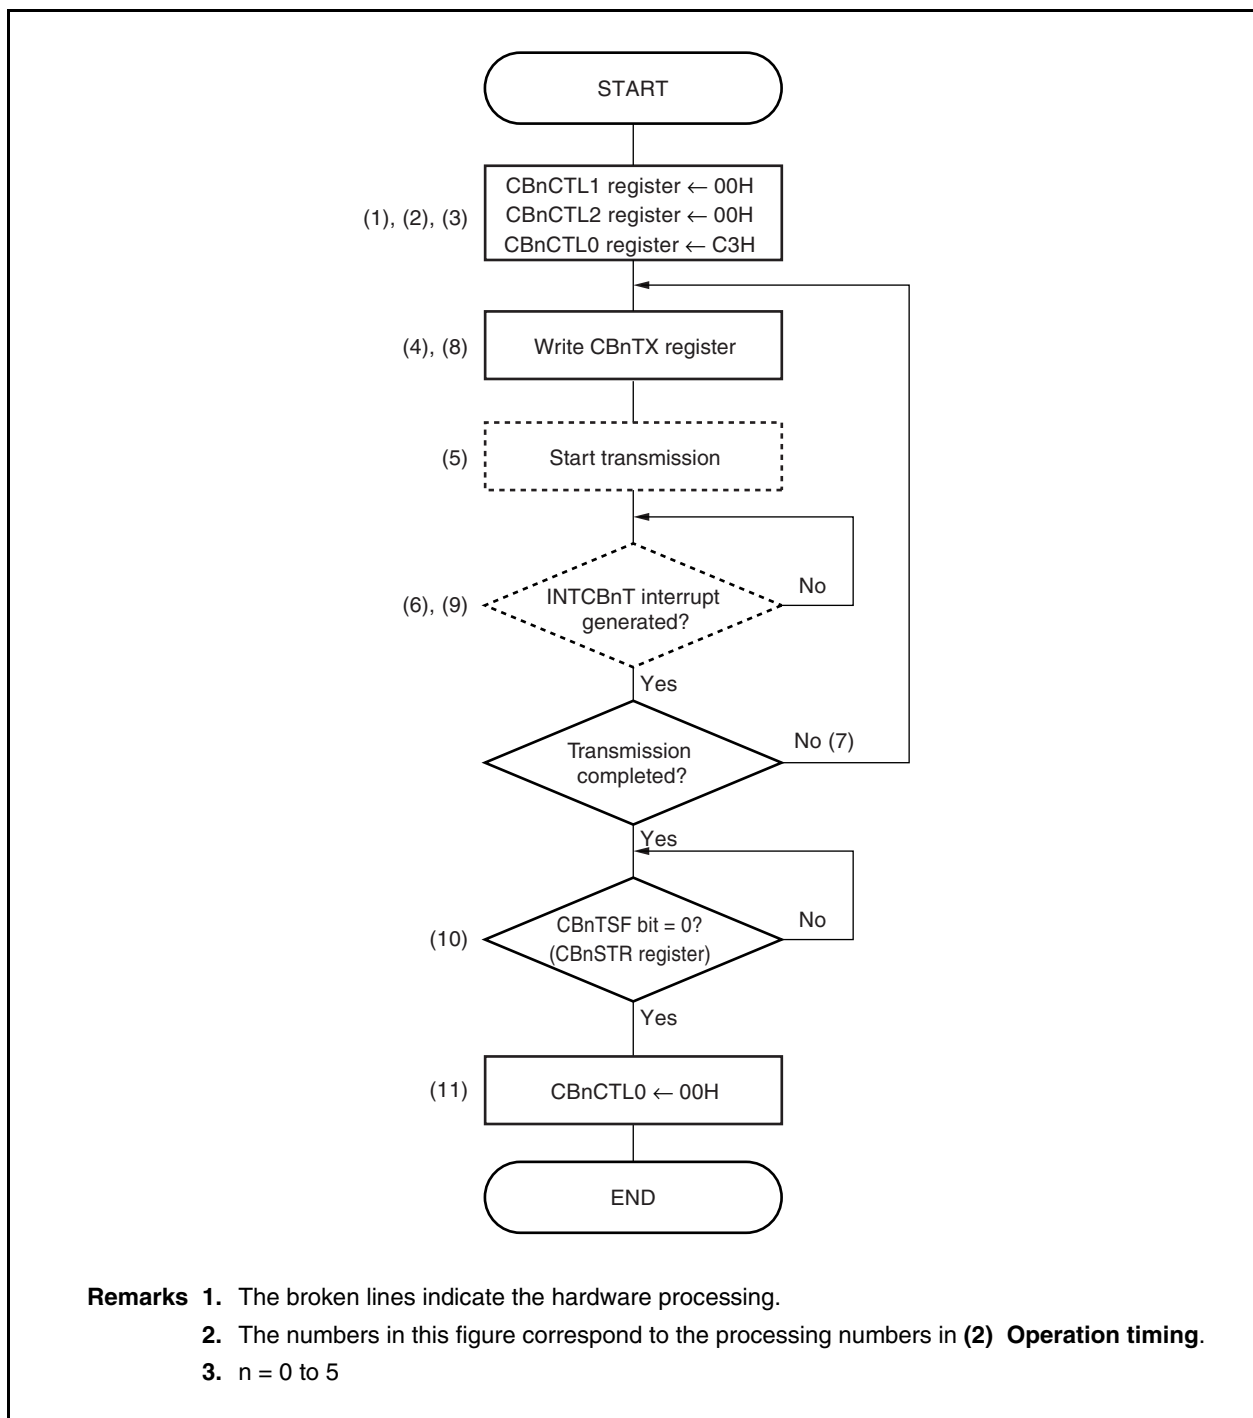 START
CBnCTL1 register ← 00H
CBnCTL2 register ← 00H
CBnCTL0 register ← C3H
(1), (2), (3)
(4), (8)
Write CBnTX register
(5)
Start transmission
(6), (9)
INTCBnT interrupt
generated?
No
Yes
Transmission
completed?
No (7)
Yes
(10)
CBnTSF bit = 0?
(CBnSTR register)
No
Yes
(11)
CBnCTL0 ← 00H
END
Remarks 1. The broken lines indicate the hardware processing.
2. The numbers in this figure correspond to the processing numbers in (2) Operation timing.
3. n = 0 to 5